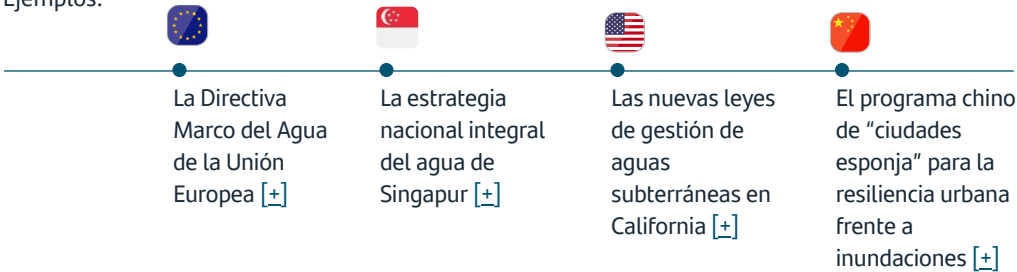 Ejemplos:
La Directiva
Marco del Agua
de la Unión
Europea [+]
La estrategia
nacional integral
del agua de
Singapur [+]
Las nuevas leyes
de gestión de
aguas
subterráneas en
California [+]
El programa chino
de “ciudades
esponja” para la
resiliencia urbana
frente a
inundaciones [+]